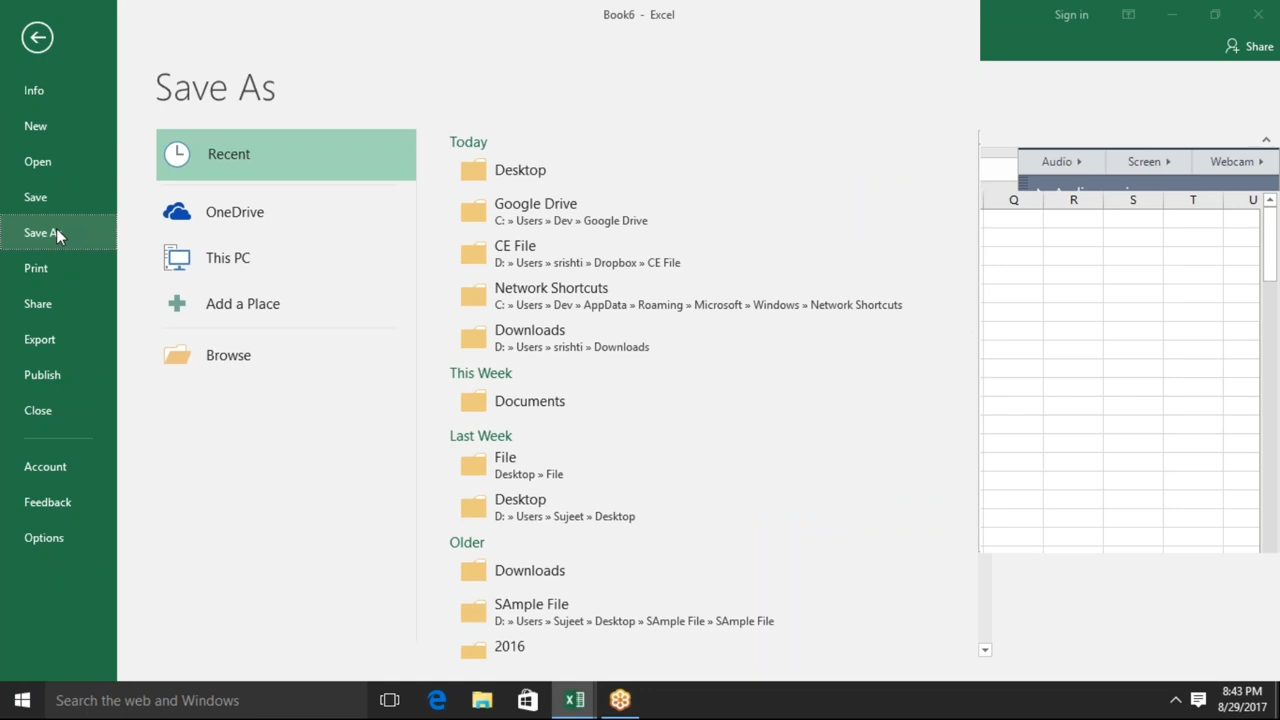 Book6 - Excel
Sign in
Share
Info
New
Open
Save
Save As
Print
Share
Export
Publish
Close
Account
Feedback
Options
Save As
Recent
OneDrive
This PC
Add a Place
Browse
Today
Desktop
Google Drive
C: » Users » Dev » Google Drive
CE File
D: » Users » srishti » Dropbox » CE File
Network Shortcuts
C: » Users » Dev » AppData » Roaming » Microsoft » Windows » Network Shortcuts
Downloads
D: » Users » srishti » Downloads
This Week
Documents
Last Week
File
Desktop » File
Desktop
D: » Users » Sujeet » Desktop
Older
Downloads
SAmple File
D: » Users » Sujeet » Desktop » SAmple File » SAmple File
2016
Audio Screen Webcam
Q R S T U
Search the web and Windows
8:43 PM
8/29/2017